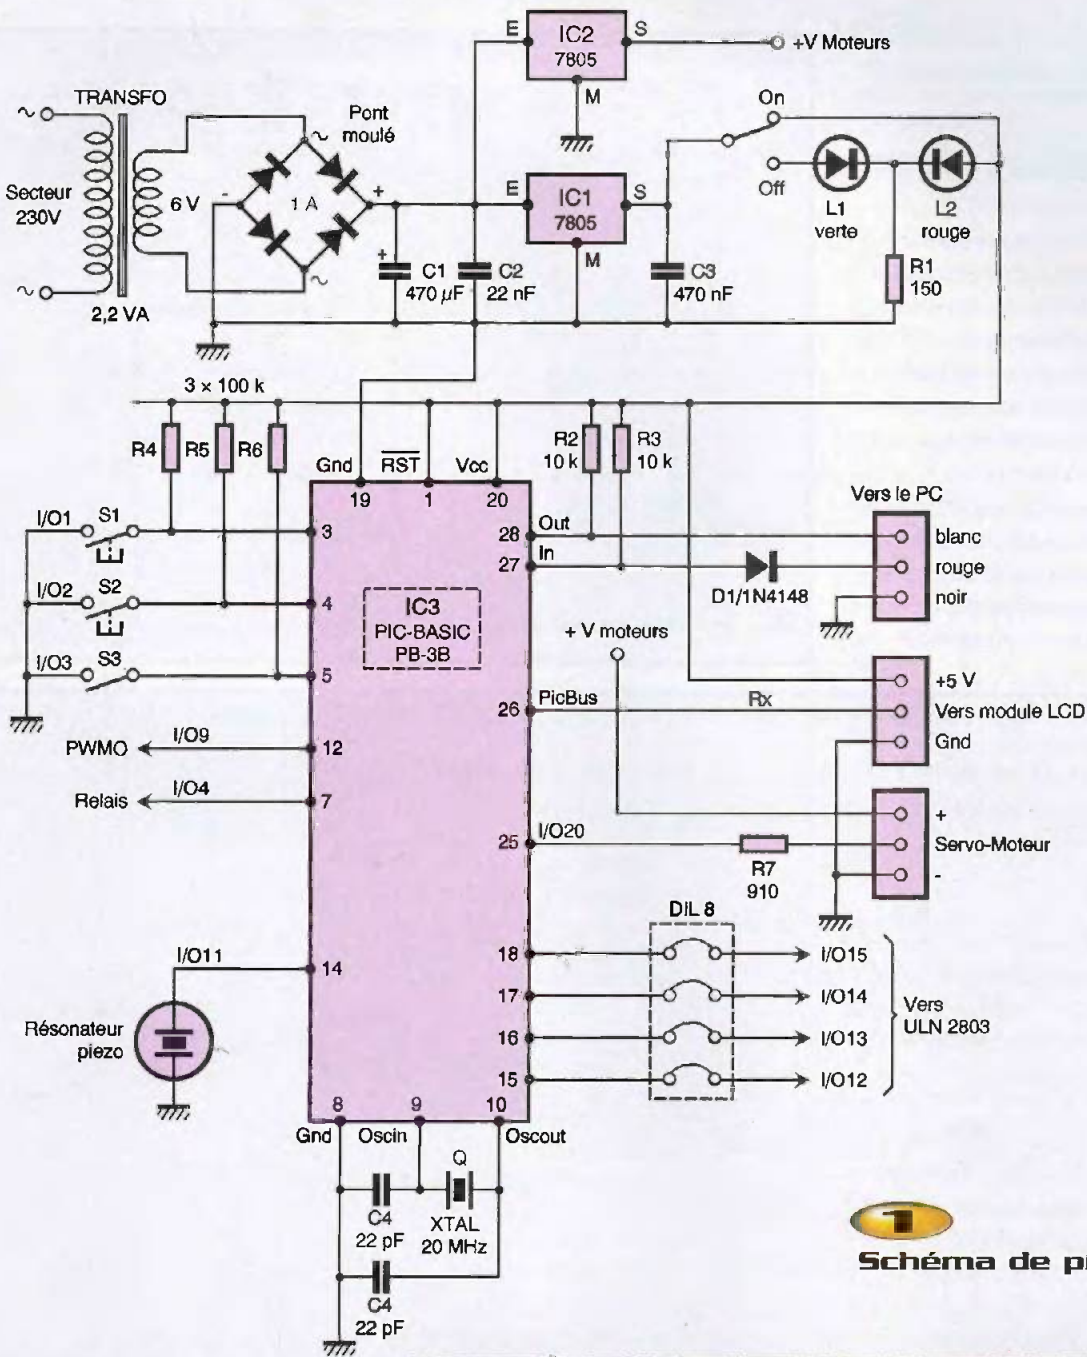 TRANSFO
Secteur
230V
6 V
2,2 VA
Pont
moulé
1 A
-
+
E
IC2
7805
S
M
+V Moteurs
E
IC1
7805
S
M
On
Off
L1
verte
L2
rouge
R1
150
+
C1
470 µF
C2
22 nF
C3
470 nF
3 × 100 k
R4
R5
R6
R2
10 k
R3
10 k
Gnd
RST
Vcc
19
1
20
I/O1
S1
3
I/O2
S2
4
I/O3
S3
5
PWMO
I/O9
12
Relais
I/O4
7
I/O11
14
Résonateur
piezo
IC3
PIC-BASIC
PB-3B
28
Out
27
In
D1/1N4148
Vers le PC
blanc
rouge
noir
+ V moteurs
26
PicBus
Rx
+5 V
Vers module LCD
Gnd
25
I/O20
R7
910
+
Servo-Moteur
-
DIL 8
18
I/O15
17
I/O14
16
I/O13
15
I/O12
Vers
ULN 2803
8
9
10
Gnd
Oscin
Oscout
C4
22 pF
Q
XTAL
20 MHz
C4
22 pF
1
Schéma de